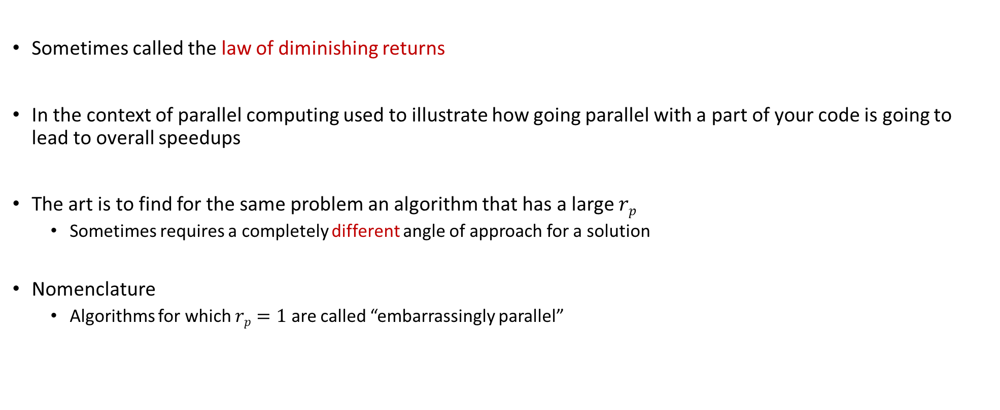 • Sometimes called the law of diminishing returns
• In the context of parallel computing used to illustrate how going parallel with a part of your code is going to
lead to overall speedups
• The art is to find for the same problem an algorithm that has a large r_p
• Sometimes requires a completely different angle of approach for a solution
• Nomenclature
• Algorithms for which r_p = 1 are called “embarrassingly parallel”